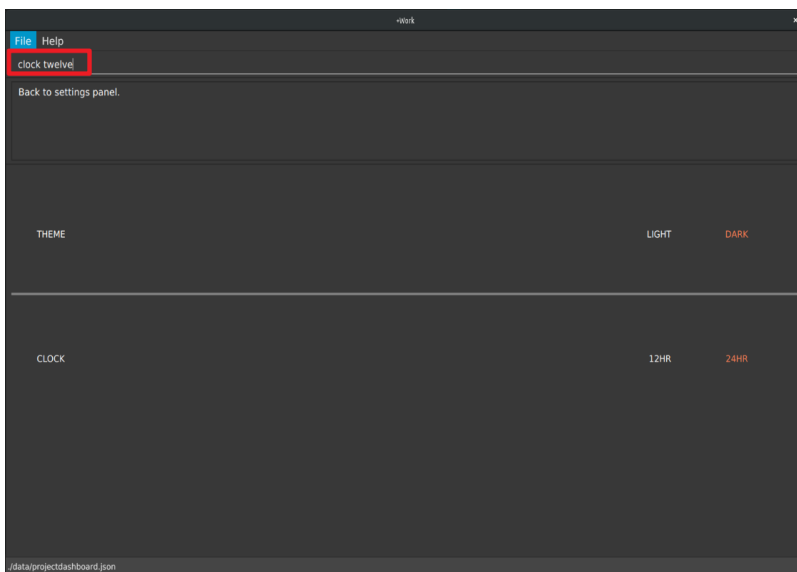 +Work
×
File Help
clock twelve
Back to settings panel.
THEME LIGHT DARK
CLOCK 12HR 24HR
./data/projectdashboard.json